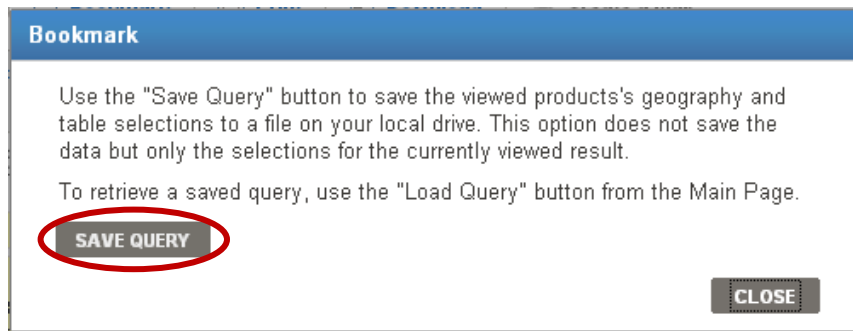 Bookmark
Use the "Save Query" button to save the viewed products's geography and
table selections to a file on your local drive. This option does not save the
data but only the selections for the currently viewed result.
To retrieve a saved query, use the "Load Query" button from the Main Page.
SAVE QUERY
CLOSE